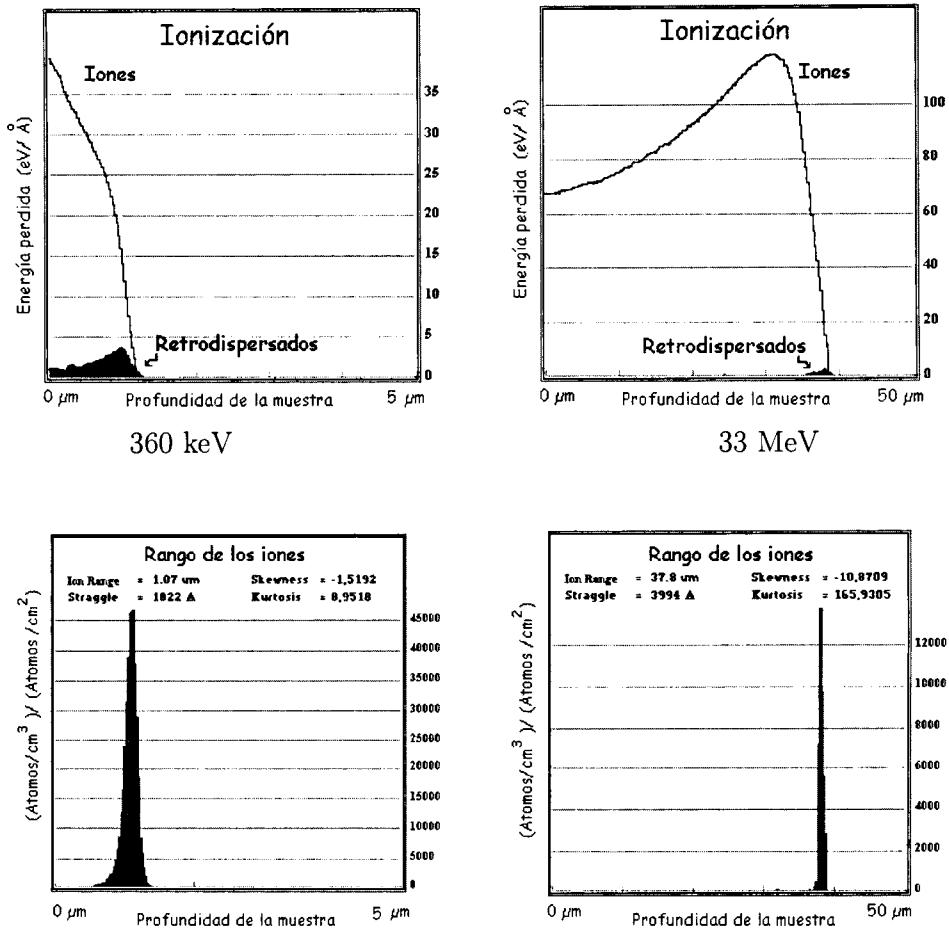 Ionización
Iones
35
30
25
20
15
10
5
0
Energía perdida (eV/ Å)
Retrodispersados
0 µm Profundidad de la muestra 5 µm
360 keV
Ionización
Iones
100
80
60
40
20
0
Energía perdida (eV/ Å)
Retrodispersados
0 µm Profundidad de la muestra 50 µm
33 MeV
Rango de los iones
Ion Range = 1.07 um Skewness = -1,5192
Straggle = 1822 A Kurtosis = 8,9518
45000
40000
35000
30000
25000
20000
15000
10000
5000
0
(Atomos/cm³)/ (Atomos /cm²)
0 µm Profundidad de la muestra 5 µm
Rango de los iones
Ion Range = 37.8 um Skewness = -10,8709
Straggle = 3994 A Kurtosis = 165,9305
12000
10000
8000
6000
4000
2000
0
(Atomos/cm³)/ (Atomos /cm²)
0 µm Profundidad de la muestra 50 µm